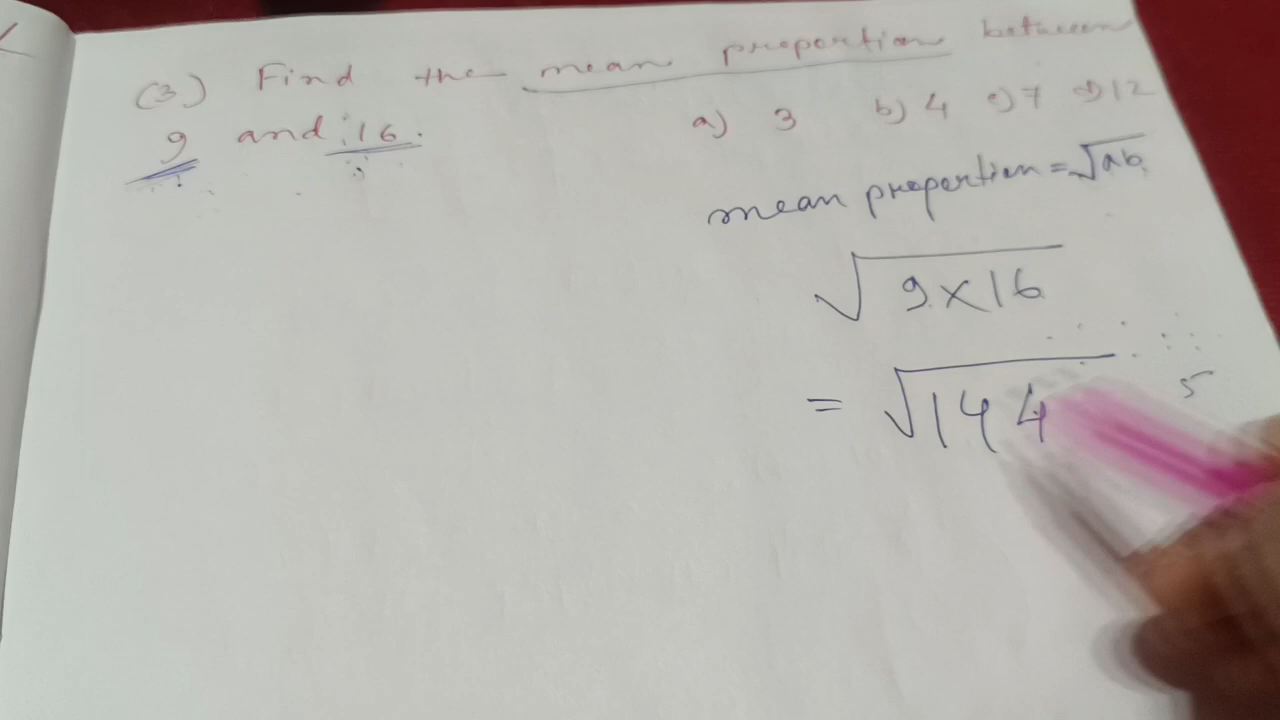 (3) Find the mean proportion between
9 and 16.
a) 3 b) 4 c) 7 d) 12
mean proportion = √ab
√9×16
= √144
5